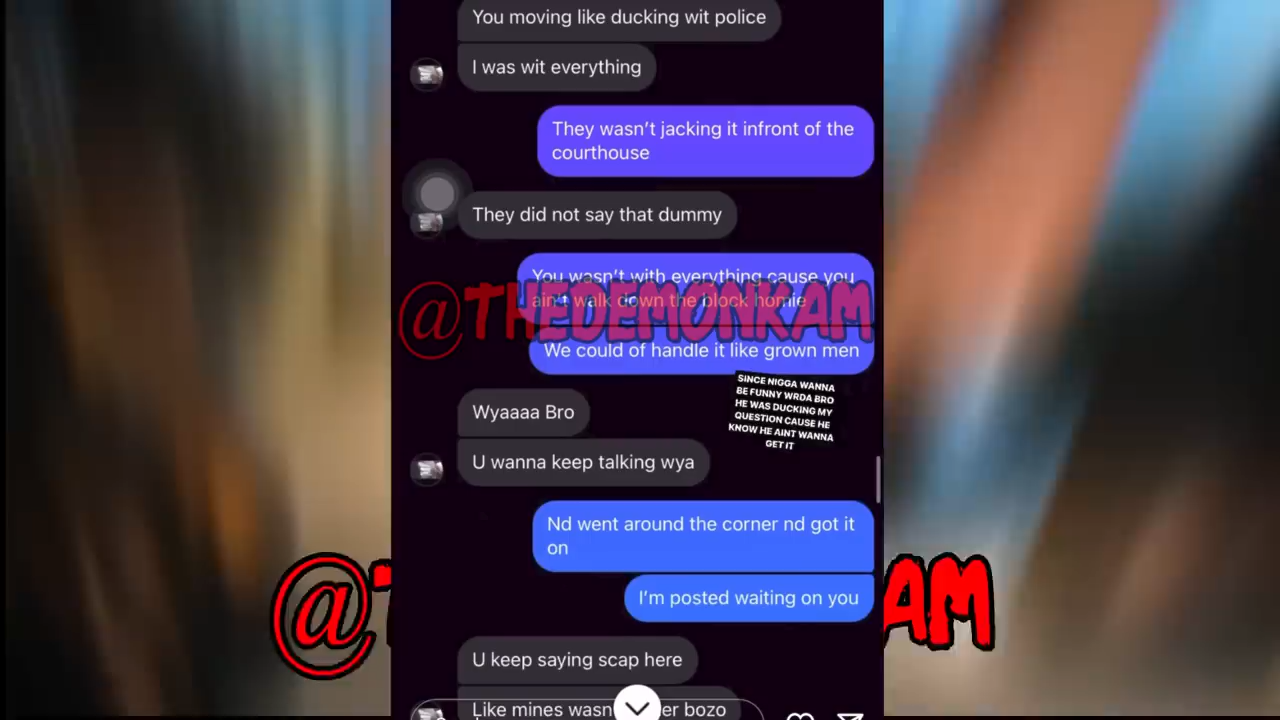 You moving like ducking wit police
I was wit everything
They wasn't jacking it infront of the
courthouse
They did not say that dummy
You wasn't with everything cause you
ain't walk down the block homie
@THEDEMONKAM
We could of handle it like grown men
SINCE NIGGA WANNA
BE FUNNY WRDA BRO
HE WAS DUCKING MY
QUESTION CAUSE HE
KNOW HE AINT WANNA
GET IT
Wyaaaa Bro
U wanna keep talking wya
Nd went around the corner nd got it
on
I'm posted waiting on you
@T
AM
U keep saying scap here
Like mines wasn er bozo